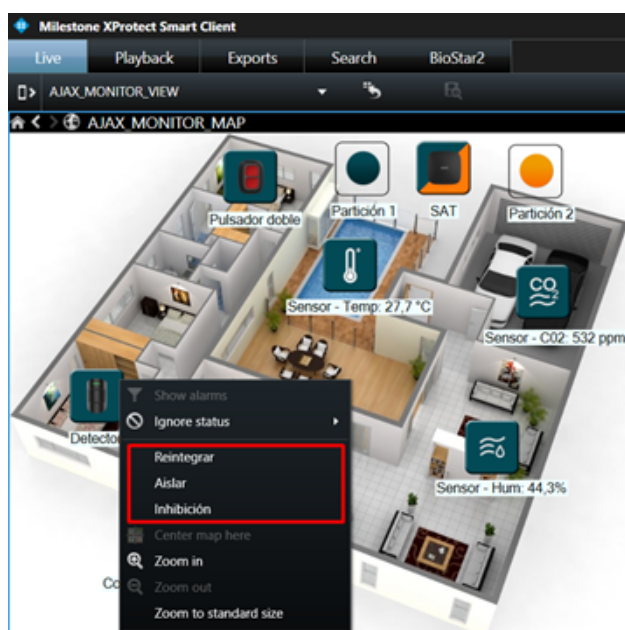 Milestone XProtect Smart Client
Live Playback Exports Search BioStar2
AJAX_MONITOR_VIEW
AJAX_MONITOR_MAP
Pulsador doble
Partición 1
SAT
Partición 2
Sensor - Temp: 27,7 °C
CO2
Sensor - C02: 532 ppm
Show alarms
Ignore status
Reintegrar
Aislar
Inhibición
Center map here
Zoom in
Zoom out
Zoom to standard size
Sensor - Hum: 44,3%